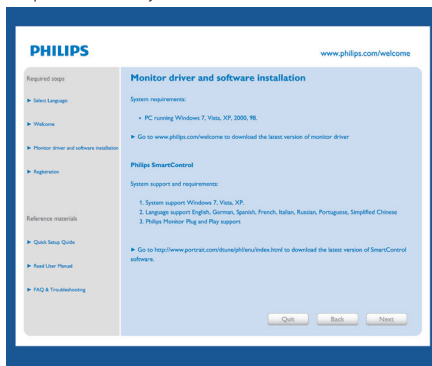 PHILIPS
www.philips.com/welcome
Required steps
► Select Language
► Welcome
► Monitor driver and software installation
► Registration
Reference materials
► Quick Setup Guide
► Read User Manual
► FAQ & Troubleshooting
Monitor driver and software installation
System requirements:
• PC running Windows 7, Vista, XP, 2000, 98.
► Go to www.philips.com/welcome to download the latest version of monitor driver
Philips SmartControl
System support and requirements:
1. System support Windows 7, Vista, XP.
2. Language support English, German, Spanish, French, Italian, Russian, Portuguese, Simplified Chinese
3. Philips Monitor Plug and Play support
► Go to http://www.portrait.com/dtune/phl/enu/index.html to download the latest version of SmartControl
software.
Quit
Back
Next